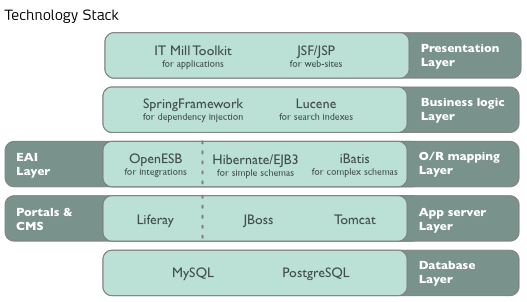 Technology Stack
IT Mill Toolkit
for applications
JSF/JSP
for web-sites
Presentation
Layer
SpringFramework
for dependency injection
Lucene
for search indexes
Business logic
Layer
EAI
Layer
OpenESB
for integrations
Hibernate/EJB3
for simple schemas
iBatis
for complex schemas
O/R mapping
Layer
Portals &
CMS
Liferay
JBoss
Tomcat
App server
Layer
MySQL
PostgreSQL
Database
Layer